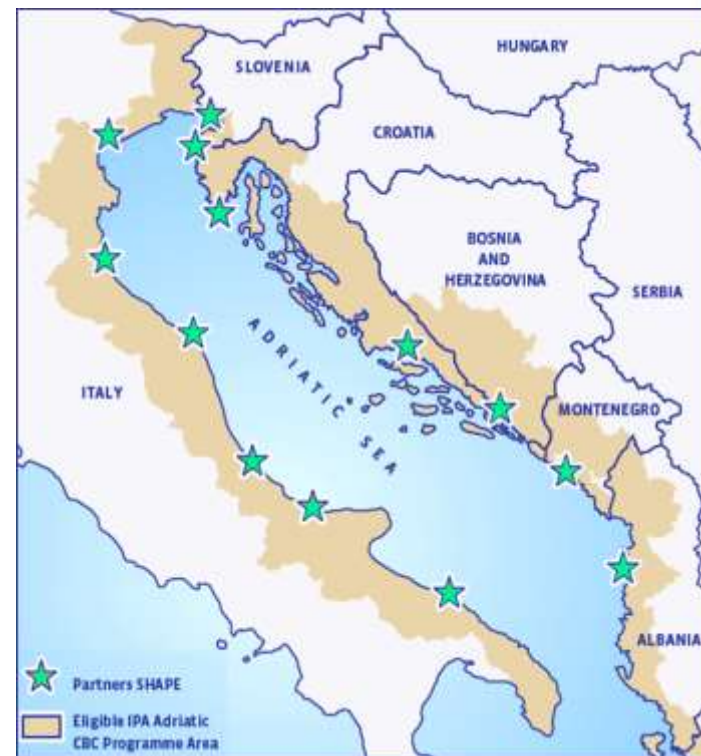 HUNGARY
SLOVENIA
CROATIA
BOSNIA
AND
HERZEGOVINA
SERBIA
ADRIATIC SEA
ITALY
MONTENEGRO
ALBANIA
Partners SHAPE
Eligible IPA Adriatic
CBC Programme Area